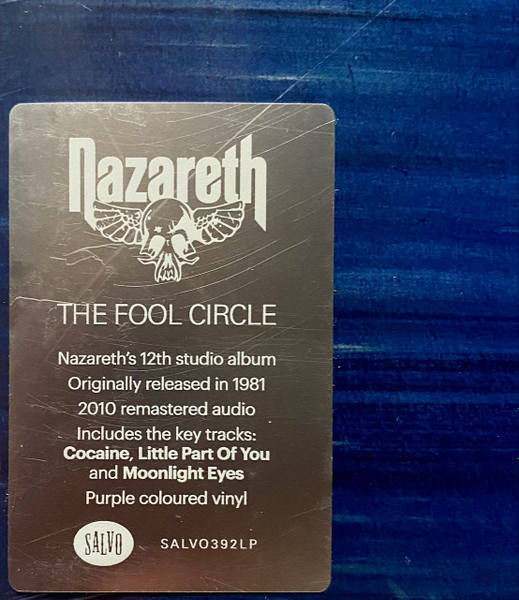 Nazareth
THE FOOL CIRCLE
Nazareth's 12th studio album
Originally released in 1981
2010 remastered audio
Includes the key tracks:
Cocaine, Little Part Of You
and Moonlight Eyes
Purple coloured vinyl
SALVO SALVO392LP